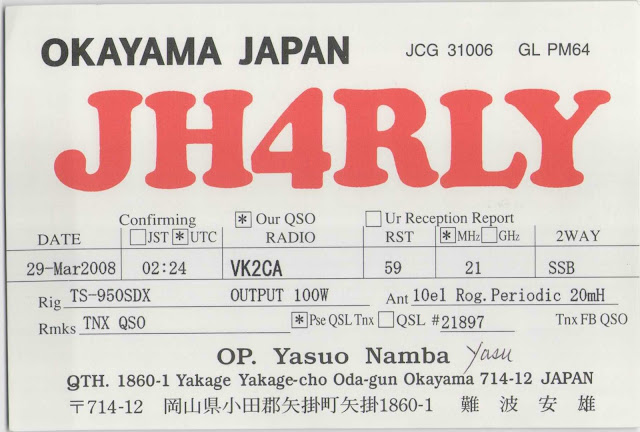 OKAYAMA JAPAN JCG 31006 GL PM64
JH4RLY
Confirming [*] Our QSO [ ] Ur Reception Report
DATE [ ] JST [*] UTC RADIO RST [*] MHz [ ] GHz 2WAY
29-Mar2008 02:24 VK2CA 59 21 SSB
Rig TS-950SDX OUTPUT 100W Ant 10el Rog. Periodic 20mH
Rmks TNX QSO [*] Pse QSL Tnx [ ] QSL #21897 Tnx FB QSO
OP. Yasuo Namba Yasu
QTH. 1860-1 Yakage Yakage-cho Oda-gun Okayama 714-12 JAPAN
〒714-12 岡山県小田郡矢掛町矢掛1860-1 難波安雄